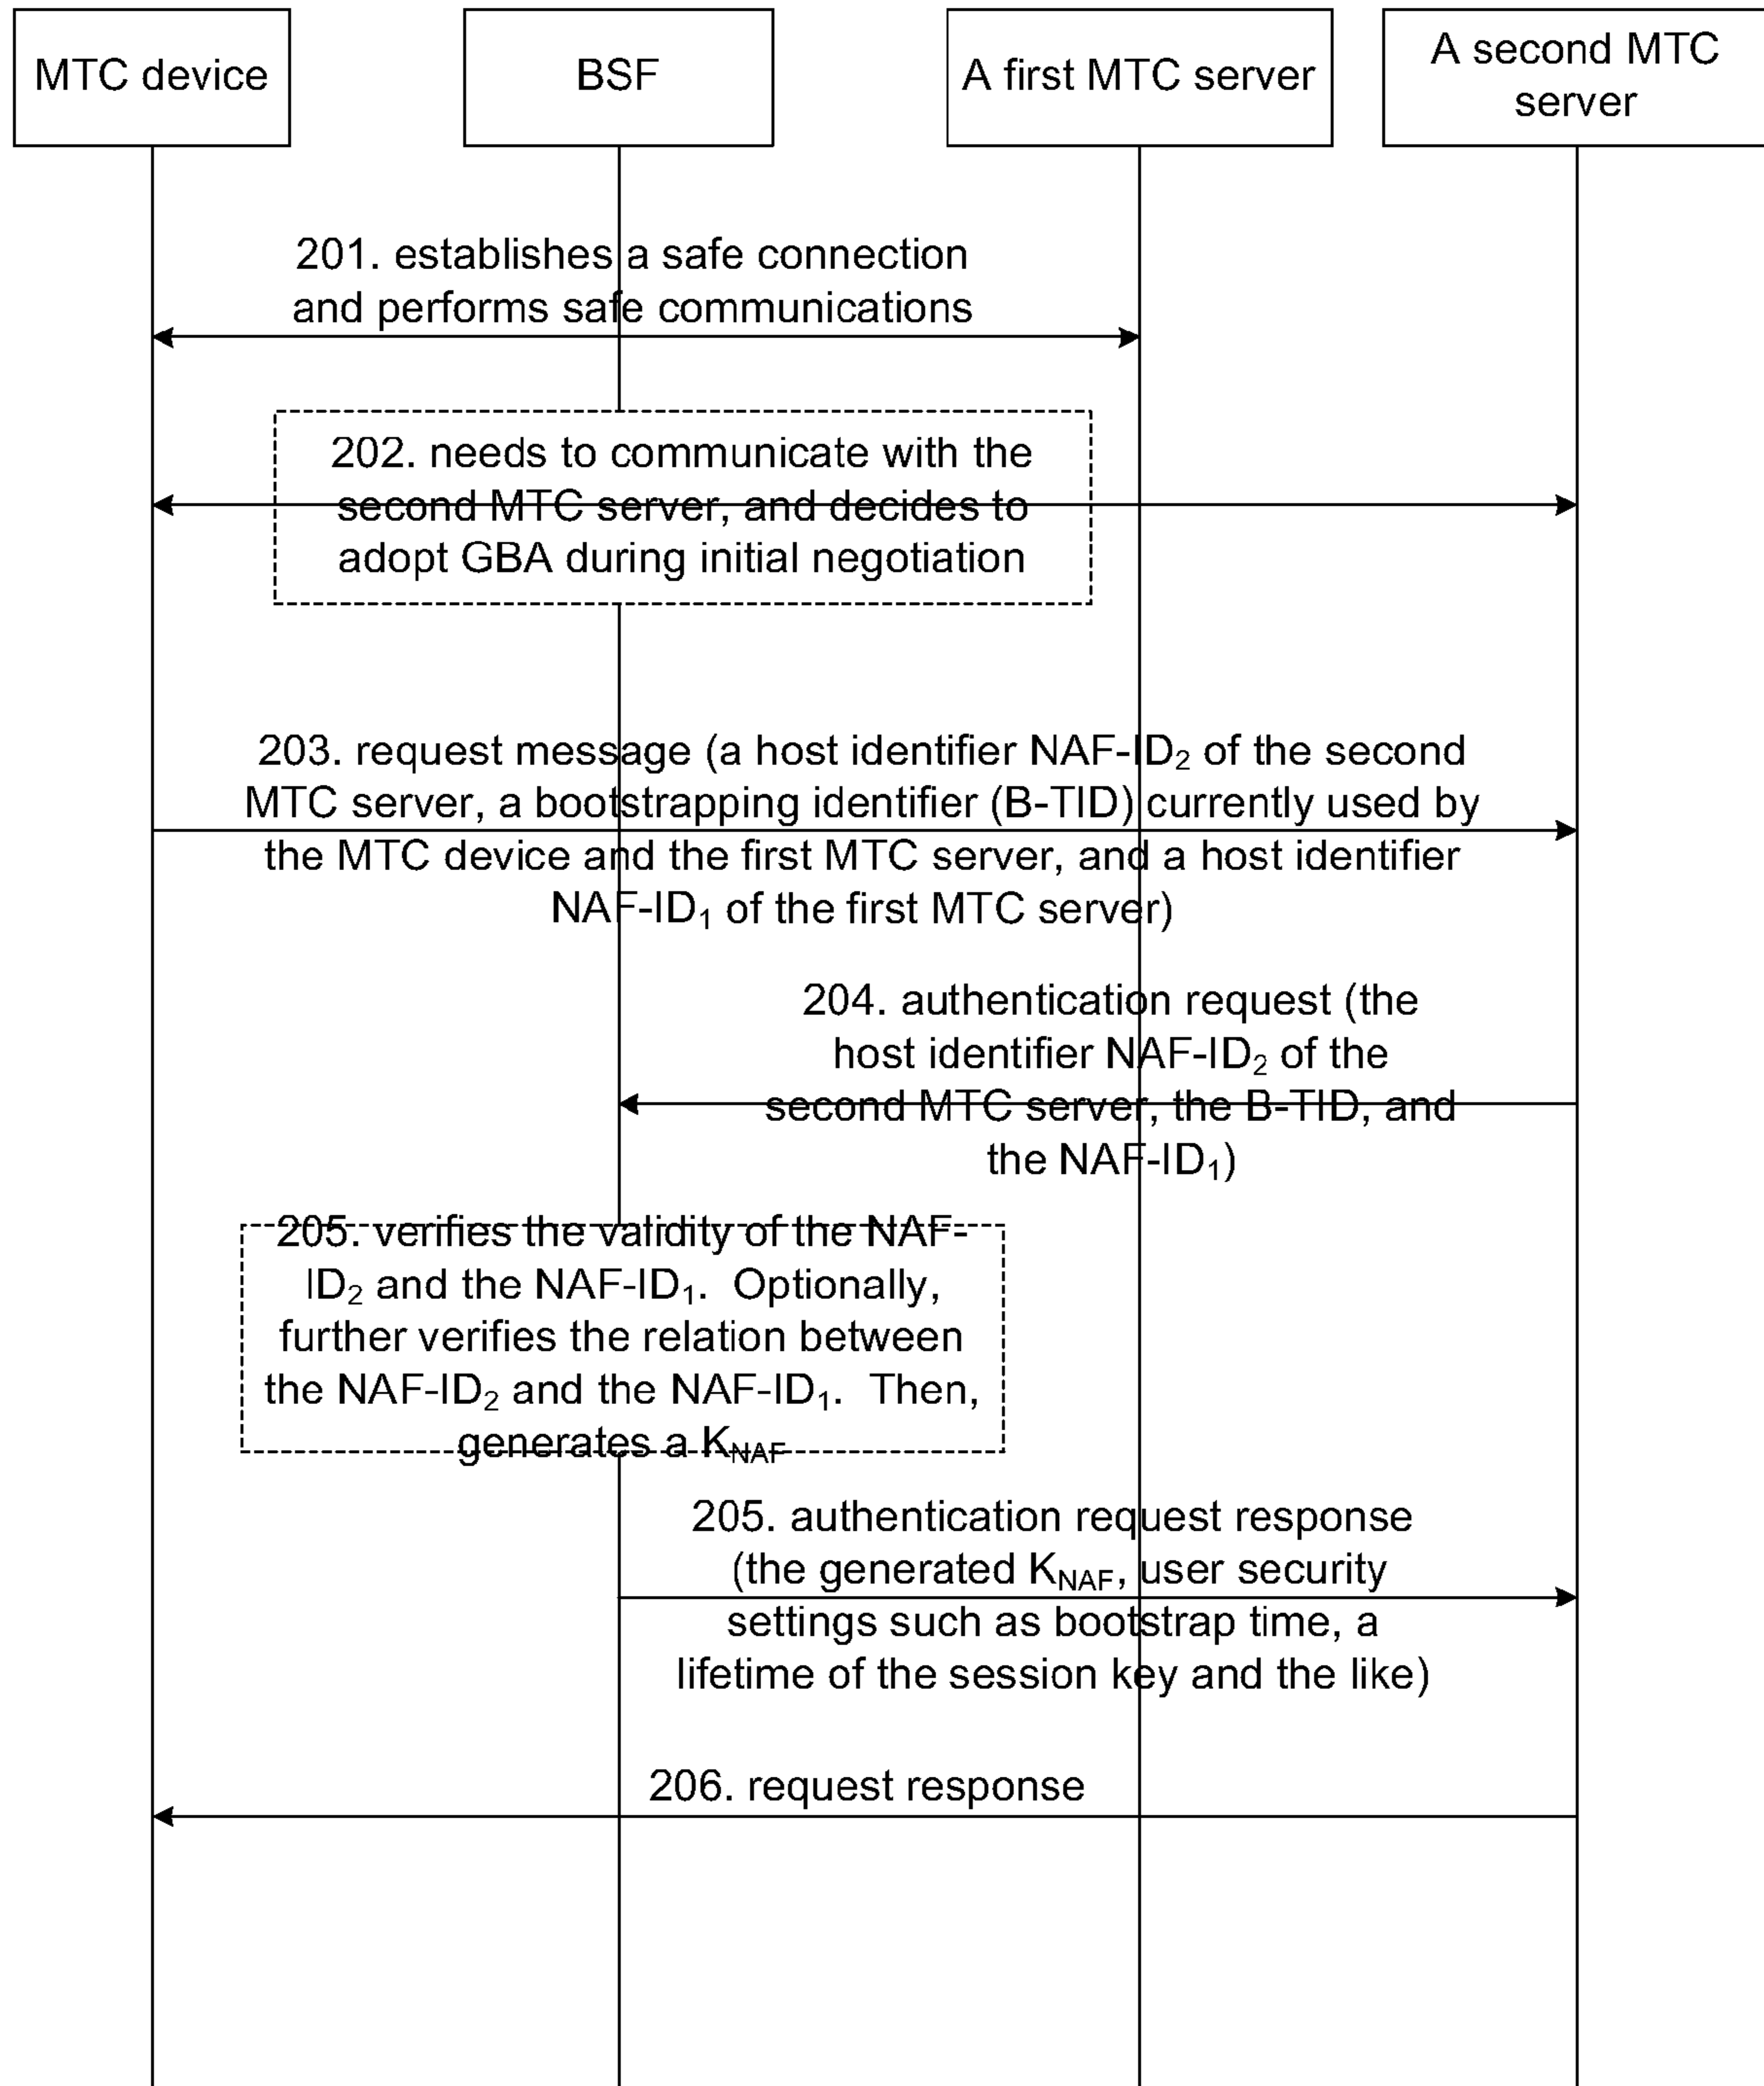 MTC device
BSF
A first MTC server
A second MTC
server
201. establishes a safe connection
and performs safe communications
202. needs to communicate with the
second MTC server, and decides to
adopt GBA during initial negotiation
203. request message (a host identifier NAF-ID₂ of the second
MTC server, a bootstrapping identifier (B-TID) currently used by
the MTC device and the first MTC server, and a host identifier
NAF-ID₁ of the first MTC server)
204. authentication request (the
host identifier NAF-ID₂ of the
second MTC server, the B-TID, and
the NAF-ID₁)
205. verifies the validity of the NAF-
ID₂ and the NAF-ID₁. Optionally,
further verifies the relation between
the NAF-ID₂ and the NAF-ID₁. Then,
generates a K_NAF
205. authentication request response
(the generated K_NAF, user security
settings such as bootstrap time, a
lifetime of the session key and the like)
206. request response